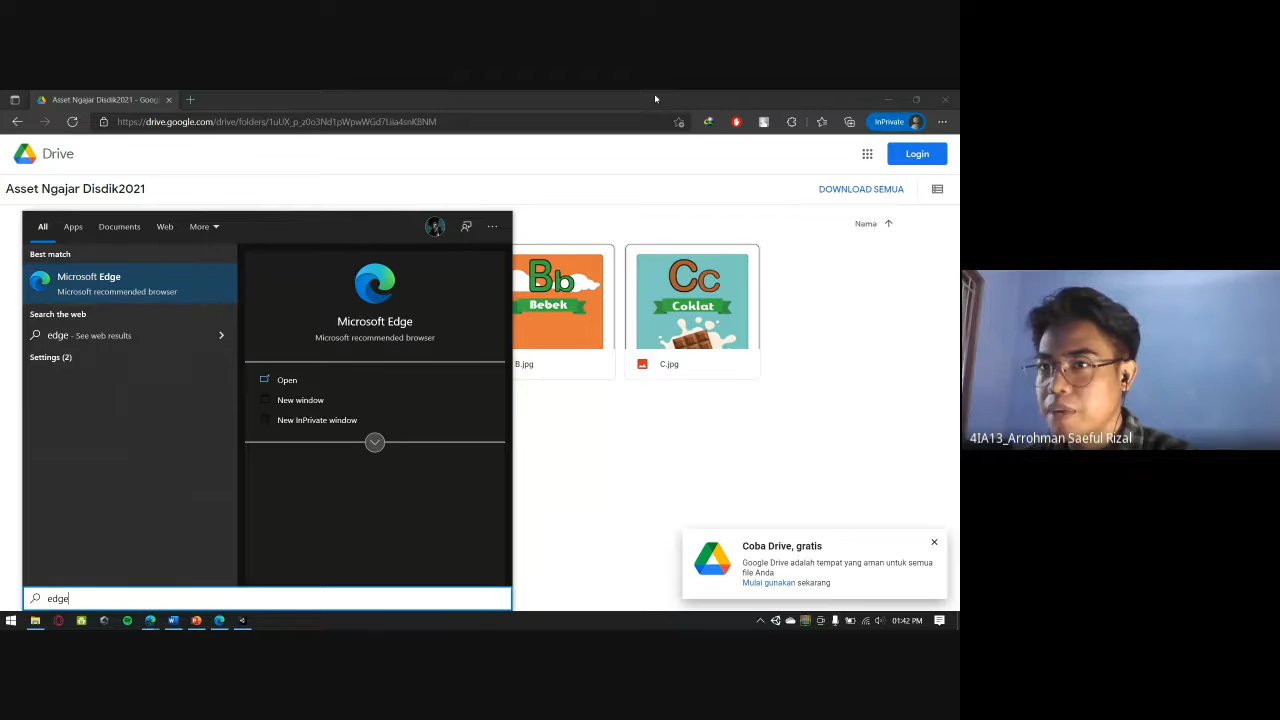 Asset Ngajar Disdik2021 - Googl
https://drive.google.com/drive/folders/
InPrivate
Drive
Login
Asset Ngajar Disdik2021
DOWNLOAD SEMUA
All
Apps
Documents
Web
More
Nama
Best match
Microsoft Edge
Microsoft recommended browser
Search the web
edge - See web results
Settings (2)
Microsoft Edge
Microsoft recommended browser
Open
New window
New InPrivate window
Bb
Bebek
B.jpg
Cc
Coklat
C.jpg
4IA13_Arrohman Saeful Rizal
Coba Drive, gratis
Google Drive adalah tempat yang aman untuk semua
file Anda
Mulai gunakan sekarang
edge
01:42 PM